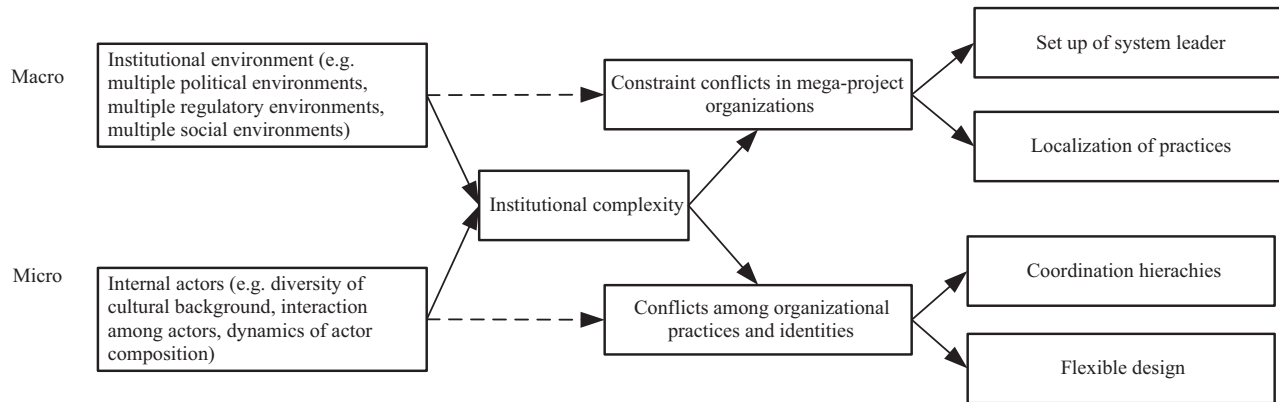 Macro
Institutional environment (e.g.
multiple political environments,
multiple regulatory environments,
multiple social environments)
Constraint conflicts in mega-project
organizations
Set up of system leader
Localization of practices
Institutional complexity
Micro
Internal actors (e.g. diversity of
cultural background, interaction
among actors, dynamics of actor
composition)
Conflicts among organizational
practices and identities
Coordination hierachies
Flexible design